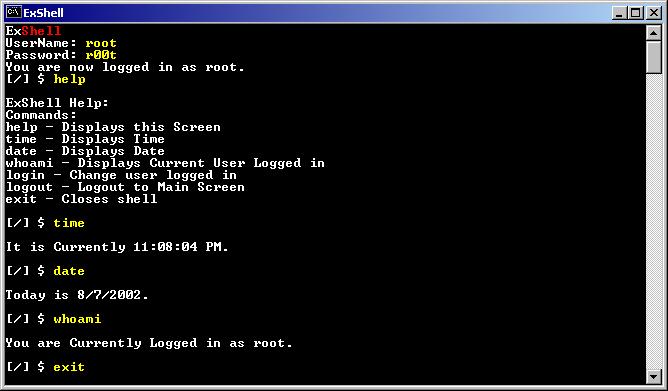 ExShell
ExShell
UserName: root
Password: r00t
You are now logged in as root.
[/] $ help
ExShell Help:
Commands:
help - Displays this Screen
time - Displays Time
date - Displays Date
whoami - Displays Current User Logged in
login - Change user logged in
logout - Logout to Main Screen
exit - Closes shell
[/] $ time
It is Currently 11:08:04 PM.
[/] $ date
Today is 8/7/2002.
[/] $ whoami
You are Currently Logged in as root.
[/] $ exit